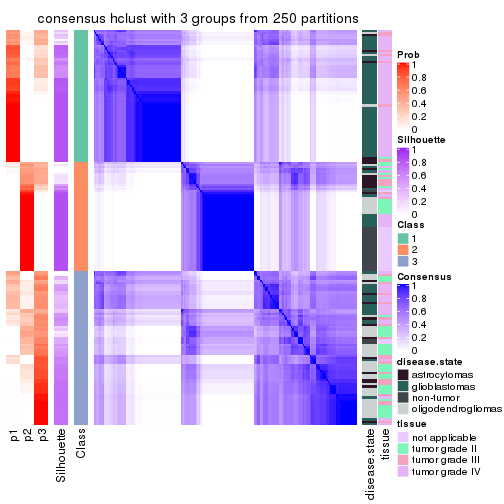 consensus hclust with 3 groups from 250 partitions
Prob
1
0.8
0.6
0.4
0.2
0
Silhouette
1
0.8
0.6
0.4
0.2
0
Class
1
2
3
Consensus
1
0.8
0.6
0.4
0.2
0
disease.state
astrocytomas
glioblastomas
non-tumor
oligodendrogliomas
tissue
not applicable
tumor grade II
tumor grade III
tumor grade IV
p1
p2
p3
Silhouette
Class
disease.state
tissue